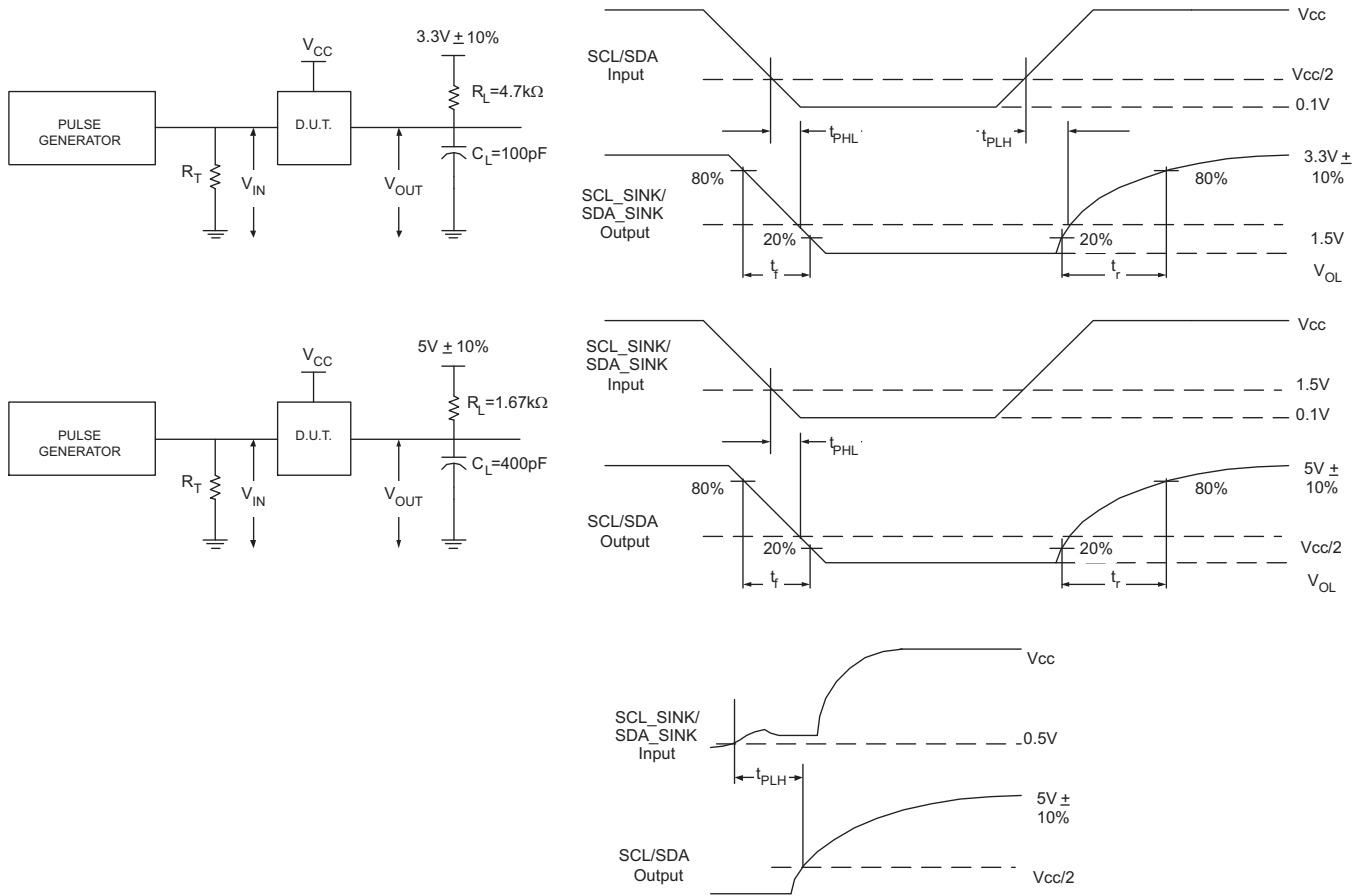 3.3V ± 10%
V_CC
R_L=4.7kΩ
PULSE
GENERATOR
D.U.T.
C_L=100pF
R_T
V_IN
V_OUT
Vcc
SCL/SDA
Input
Vcc/2
0.1V
t_PHL
t_PLH
80%
SCL_SINK/
SDA_SINK
Output
20%
t_f
20%
t_r
80%
3.3V ±
10%
1.5V
V_OL
5V ± 10%
V_CC
R_L=1.67kΩ
PULSE
GENERATOR
D.U.T.
C_L=400pF
R_T
V_IN
V_OUT
Vcc
SCL_SINK/
SDA_SINK
Input
1.5V
0.1V
t_PHL
80%
SCL/SDA
Output
20%
t_f
20%
t_r
80%
5V ±
10%
Vcc/2
V_OL
Vcc
SCL_SINK/
SDA_SINK
Input
0.5V
t_PLH
5V ±
10%
SCL/SDA
Output
Vcc/2